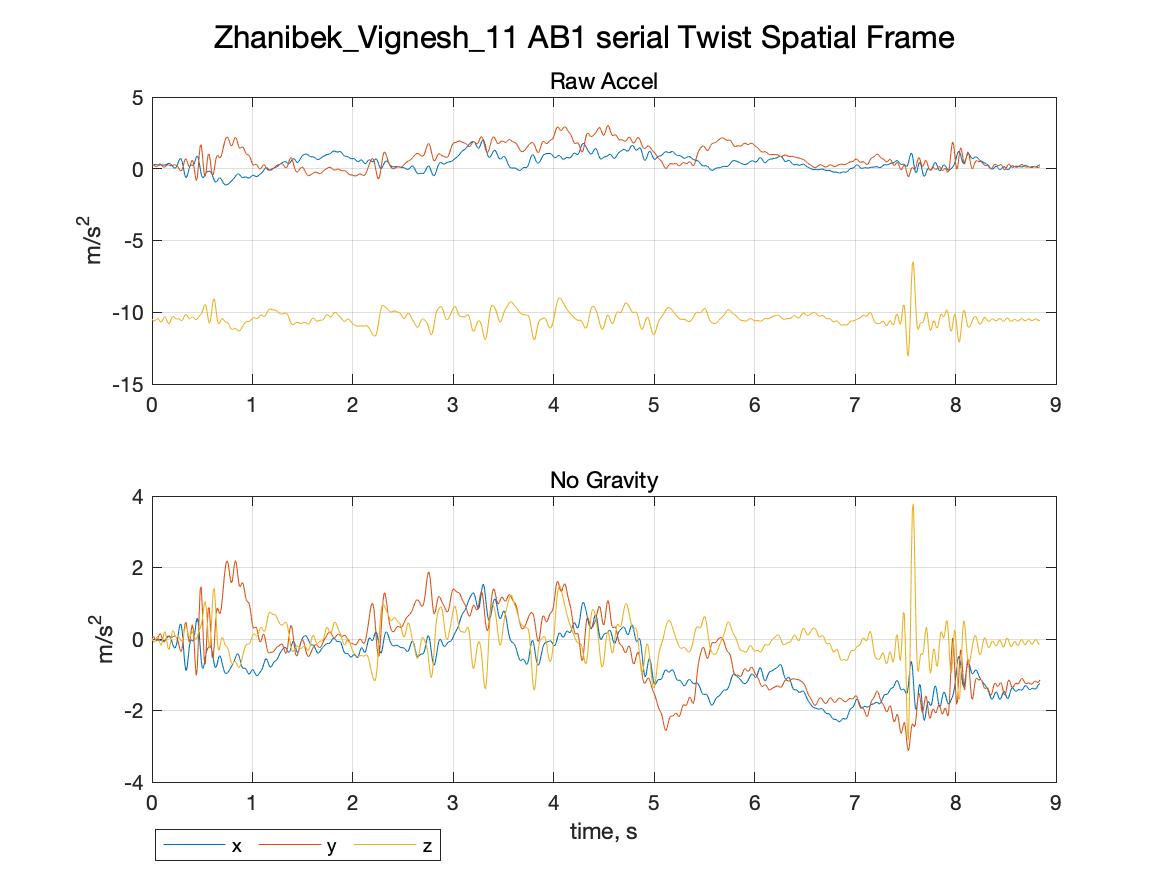 Zhanibek_Vignesh_11 AB1 serial Twist Spatial Frame
Raw Accel
5
0
-5
-10
-15
m/s²
0 1 2 3 4 5 6 7 8 9
No Gravity
4
2
0
-2
-4
m/s²
0 1 2 3 4 5 6 7 8 9
time, s
x y z